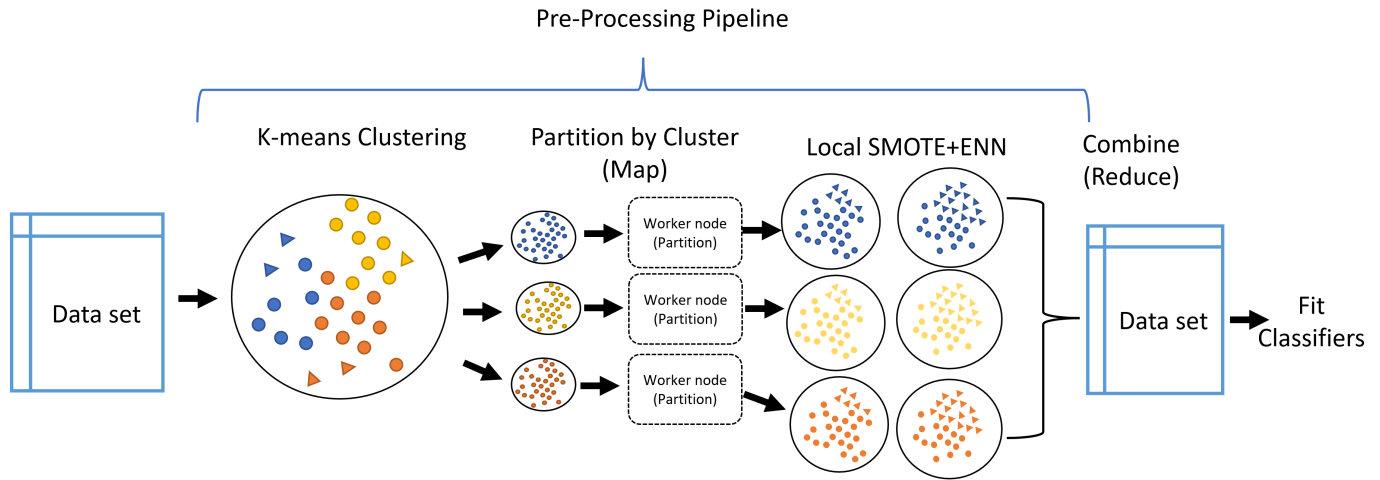 Pre-Processing Pipeline
K-means Clustering
Partition by Cluster
(Map)
Local SMOTE+ENN
Combine
(Reduce)
Data set
Worker node
(Partition)
Worker node
(Partition)
Worker node
(Partition)
Data set
Fit
Classifiers